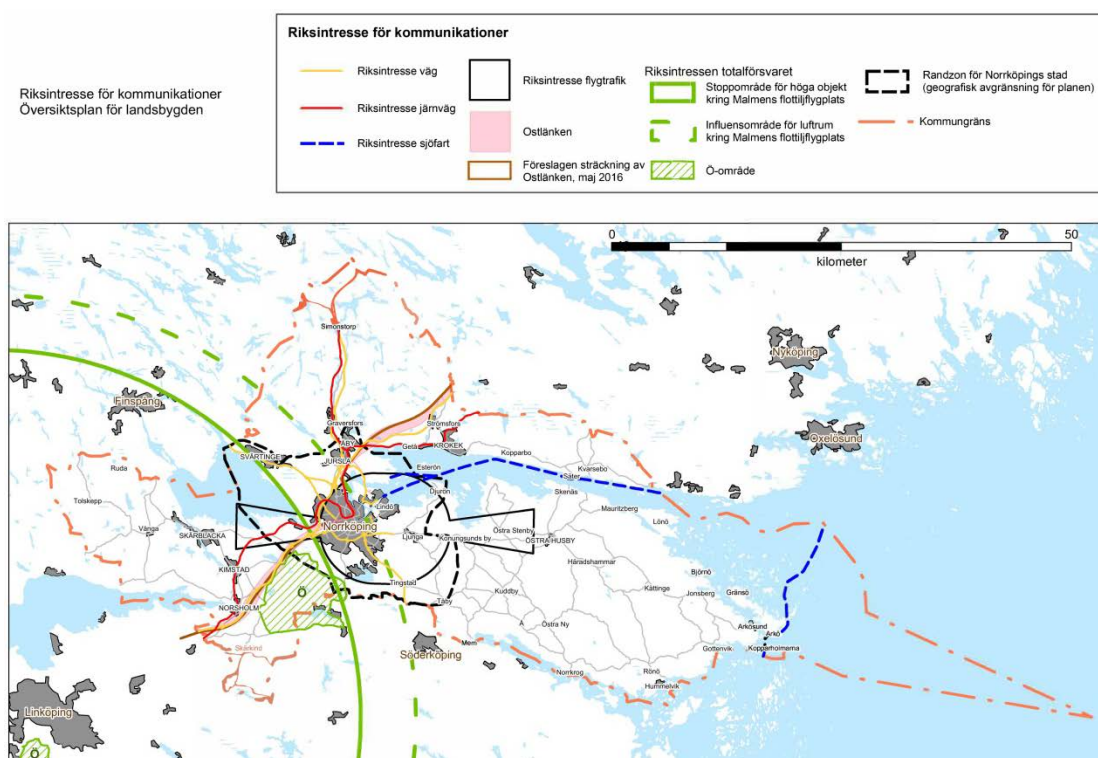 Riksintresse för kommunikationer
Översiktsplan för landsbygden
Riksintresse för kommunikationer
Riksintresse väg
Riksintresse järnväg
Riksintresse sjöfart
Riksintresse flygtrafik
Ostlänken
Föreslagen sträckning av
Ostlänken, maj 2016
Riksintressen totalförsvaret
Stoppområde för höga objekt
kring Malmens flottiljflygplats
Influensområde för luftrum
kring Malmens flottiljflygplats
Ö-område
Randzon för Norrköpings stad
(geografisk avgränsning för planen)
Kommungräns
0
50
kilometer
Simonstorp
Nyköping
Finspång
Graversfors
Strömsfors
Oxelösund
ÅBY
Getå
KROKEK
SVÄRTINGE
JURSLA
Kopparbo
Ruda
Esterön
Kvarsebo
Säter
Tolskepp
Djurön
Skenäs
Lindö
Mauritzberg
Vånga
Norrköping
Lönö
SKÄRBLACKA
Ljunga
Konungsunds by
Östra Stenby
ÖSTRA HUSBY
KIMSTAD
Häradshammar
Björnö
Tingstad
Ö
Kuddby
Kättinge
Jonsberg
Gränsö
NORSHOLM
Tåby
Å
Östra Ny
Arkösund
Arkö
Skärkind
Söderköping
Mem
Gottenvik
Kopparholmarna
Norrkrog
Rönö
Hummelvik
Linköping
Ö